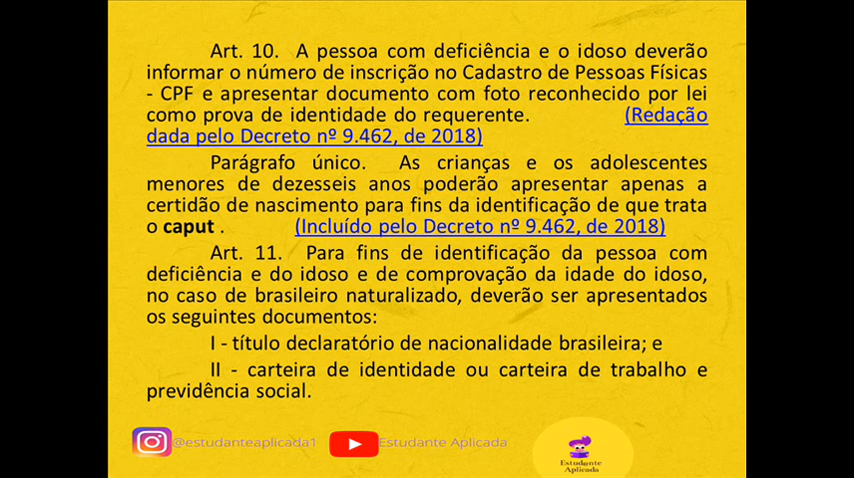 Art. 10. A pessoa com deficiência e o idoso deverão
informar o número de inscrição no Cadastro de Pessoas Físicas
- CPF e apresentar documento com foto reconhecido por lei
como prova de identidade do requerente. (Redação
dada pelo Decreto nº 9.462, de 2018)
Parágrafo único. As crianças e os adolescentes
menores de dezesseis anos poderão apresentar apenas a
certidão de nascimento para fins da identificação de que trata
o caput . (Incluído pelo Decreto nº 9.462, de 2018)
Art. 11. Para fins de identificação da pessoa com
deficiência e do idoso e de comprovação da idade do idoso,
no caso de brasileiro naturalizado, deverão ser apresentados
os seguintes documentos:
I - título declaratório de nacionalidade brasileira; e
II - carteira de identidade ou carteira de trabalho e
previdência social.
@estudanteaplicada1 Estudante Aplicada
Estudante
Aplicada